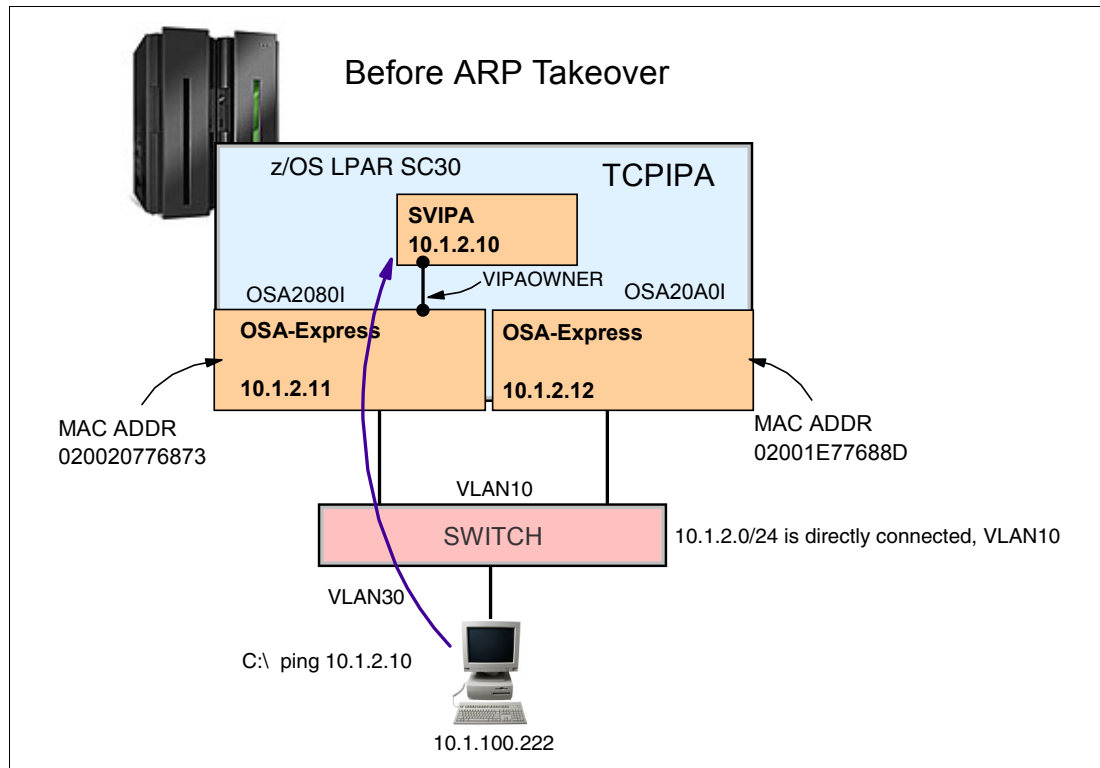 Before ARP Takeover
z/OS LPAR SC30
TCPIPA
SVIPA
10.1.2.10
VIPAOWNER
OSA2080I
OSA20A0I
OSA-Express
10.1.2.11
OSA-Express
10.1.2.12
MAC ADDR
020020776873
MAC ADDR
02001E77688D
VLAN10
SWITCH
10.1.2.0/24 is directly connected, VLAN10
VLAN30
C:\ ping 10.1.2.10
10.1.100.222